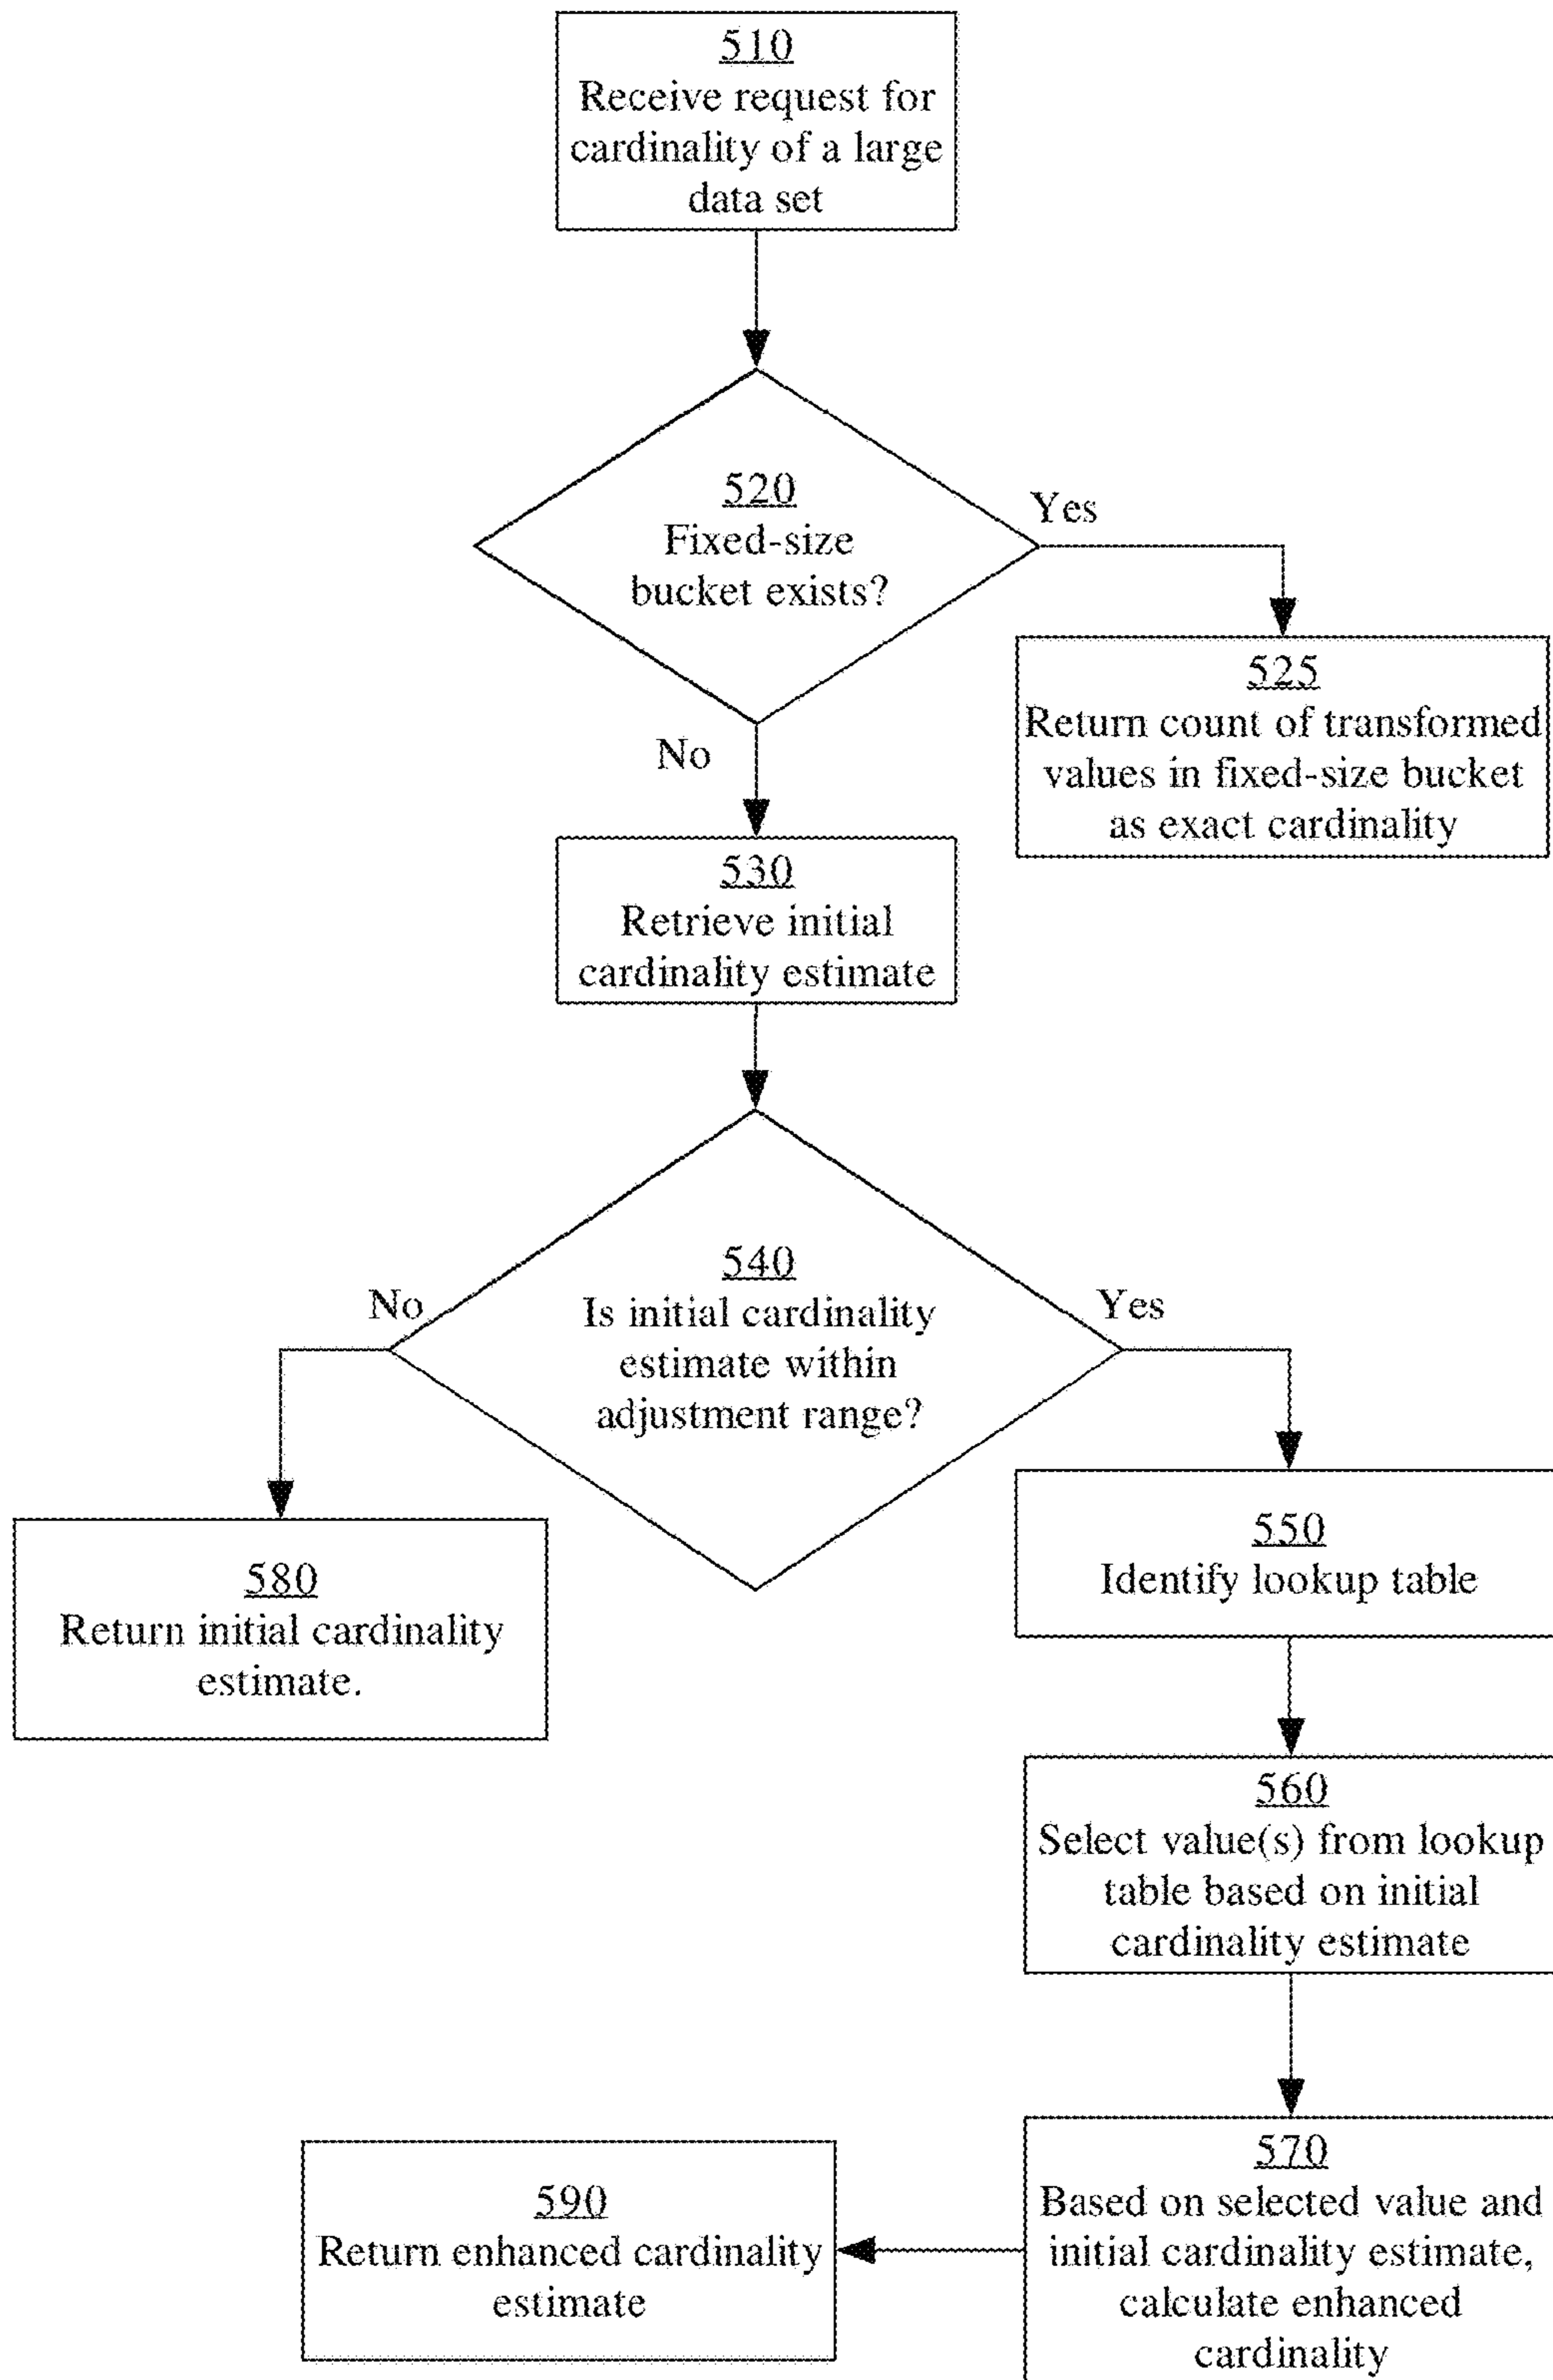 510
Receive request for
cardinality of a large
data set
520
Fixed-size
bucket exists?
Yes
No
525
Return count of transformed
values in fixed-size bucket
as exact cardinality
530
Retrieve initial
cardinality estimate
540
Is initial cardinality
estimate within
adjustment range?
No
Yes
580
Return initial cardinality
estimate.
550
Identify lookup table
560
Select value(s) from lookup
table based on initial
cardinality estimate
570
Based on selected value and
initial cardinality estimate,
calculate enhanced
cardinality
590
Return enhanced cardinality
estimate